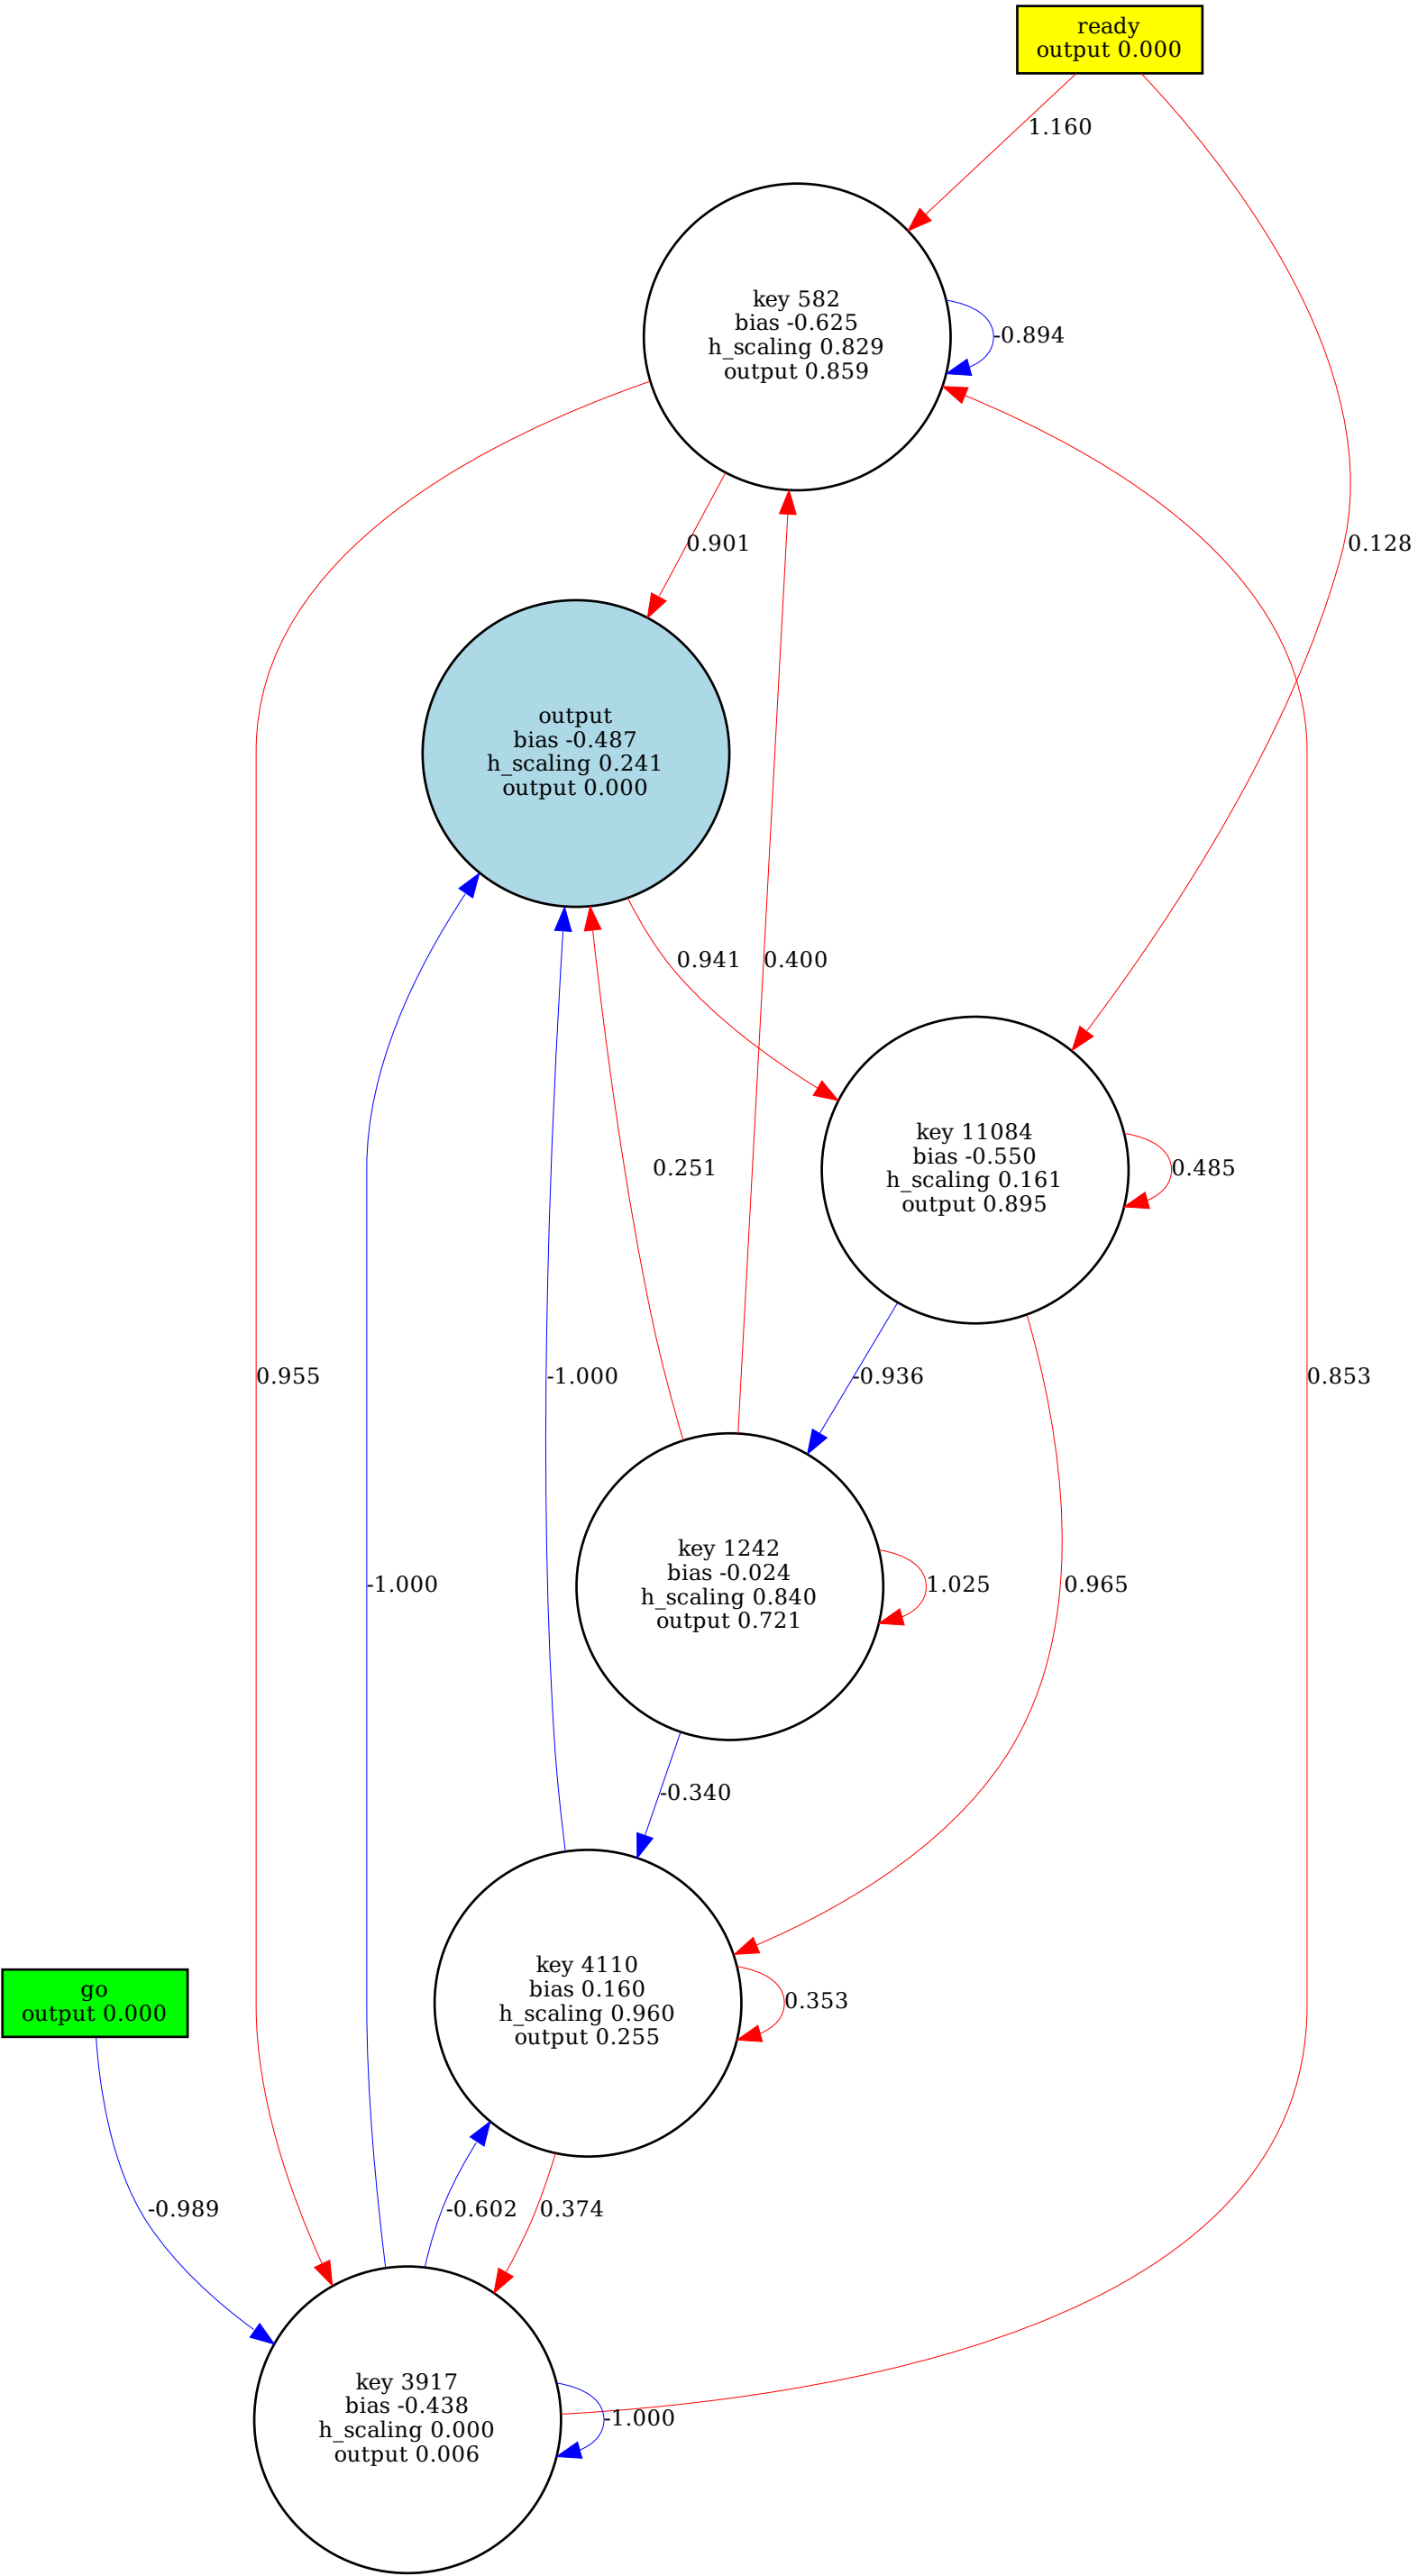 ready
output 0.000
1.160
key 582
bias -0.625
h_scaling 0.829
output 0.859
-0.894
0.901
0.128
output
bias -0.487
h_scaling 0.241
output 0.000
0.941
0.400
key 11084
bias -0.550
h_scaling 0.161
output 0.895
0.251
0.485
0.955
-1.000
-0.936
0.853
key 1242
bias -0.024
h_scaling 0.840
output 0.721
-1.000
1.025
0.965
-0.340
go
output 0.000
key 4110
bias 0.160
h_scaling 0.960
output 0.255
0.353
-0.989
-0.602
0.374
key 3917
bias -0.438
h_scaling 0.000
output 0.006
-1.000